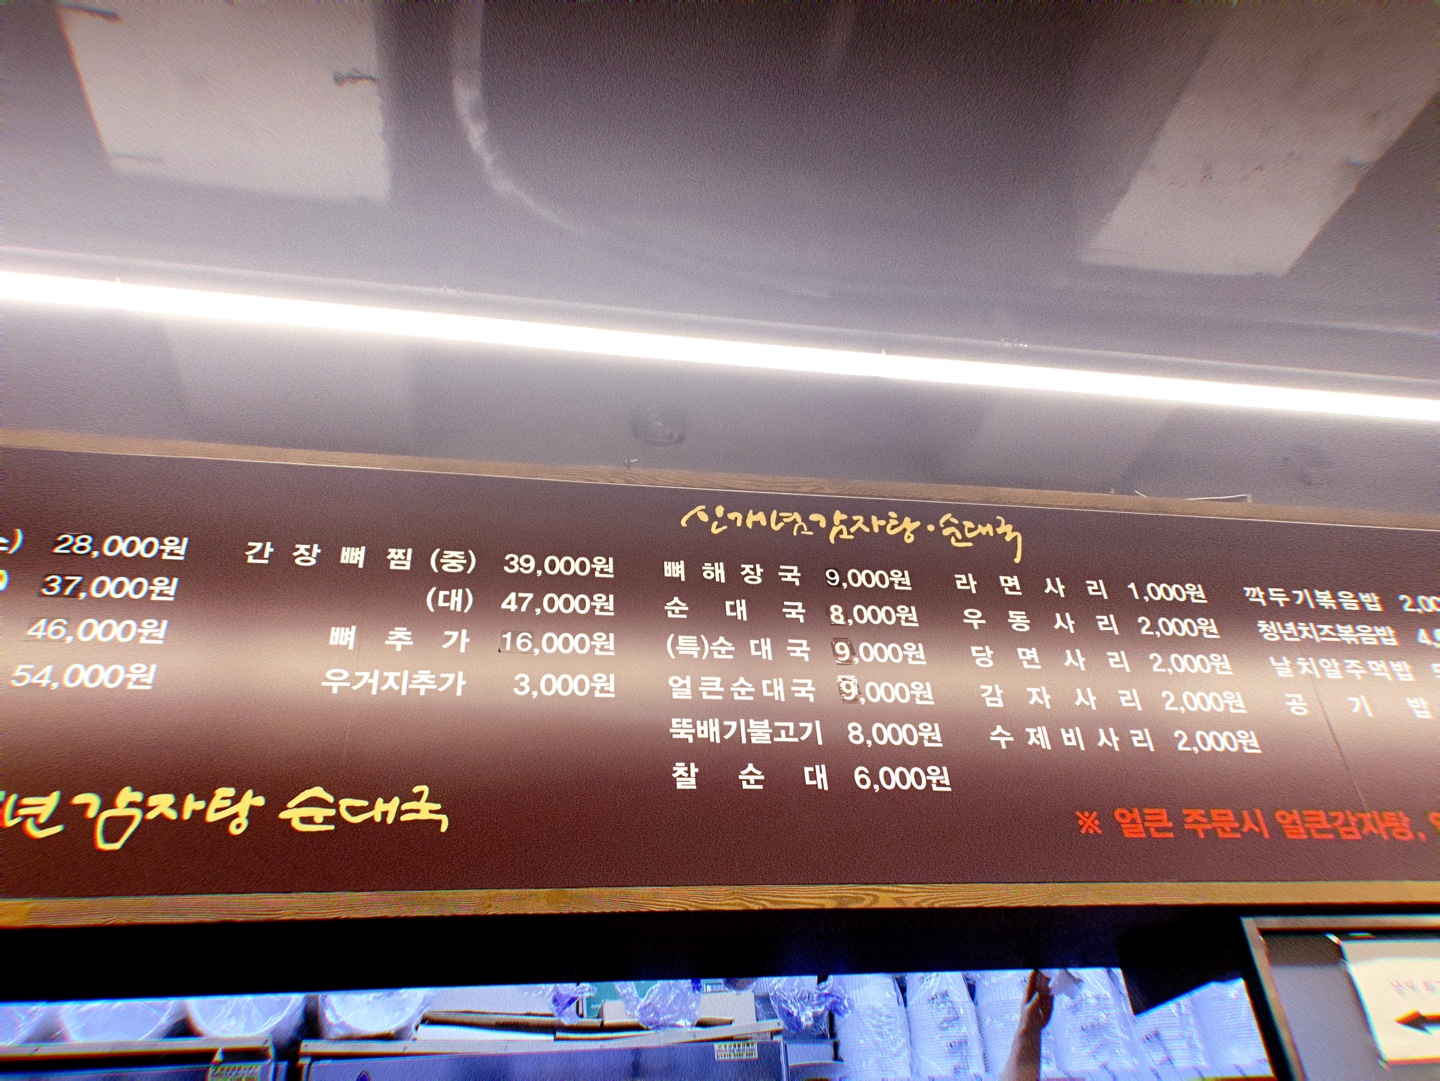 28,000원
37,000원
46,000원
54,000원
간장뼈찜 (중) 39,000원
(대) 47,000원
뼈추가 16,000원
우거지추가 3,000원
년 감자탕 순대국
신개념감자탕·순대국
뼈해장국 9,000원
순대국 8,000원
(특)순대국 9,000원
얼큰순대국 9,000원
뚝배기불고기 8,000원
찰순대 6,000원
라면사리 1,000원
우동사리 2,000원
당면사리 2,000원
감자사리 2,000원
수제비사리 2,000원
깍두기볶음밥
청년치즈볶음밥
날치알주먹밥
공기밥
※ 얼큰 주문시 얼큰감자탕,